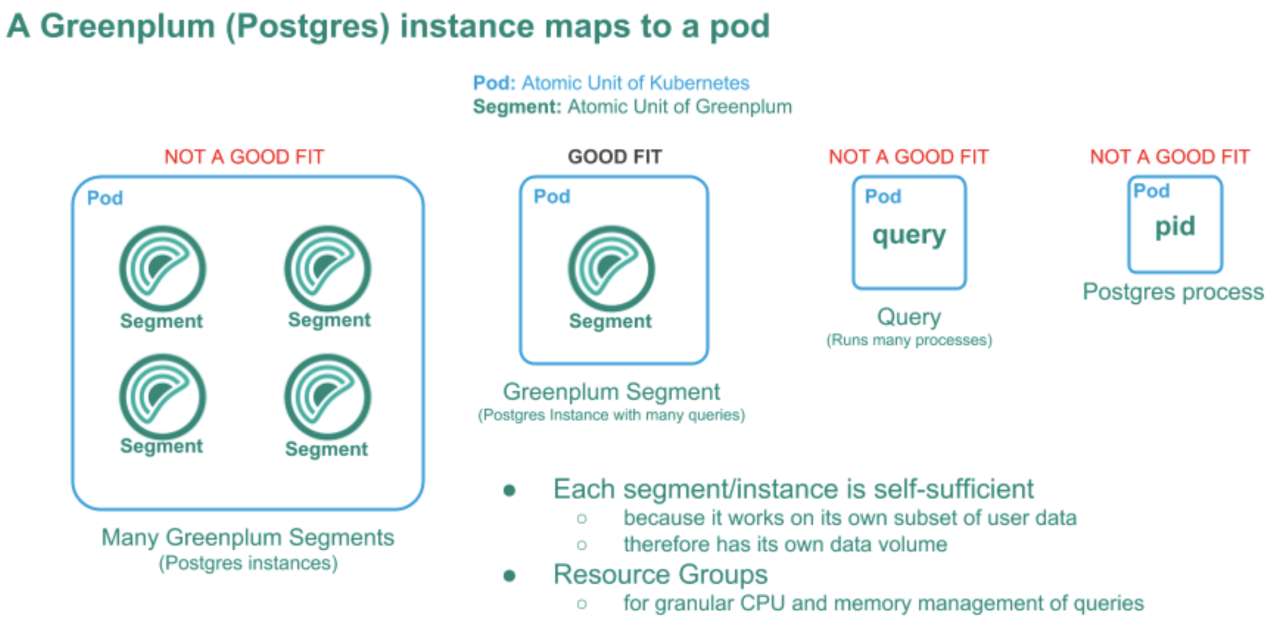 A Greenplum (Postgres) instance maps to a pod
Pod: Atomic Unit of Kubernetes
Segment: Atomic Unit of Greenplum
NOT A GOOD FIT
Pod
Segment
Segment
Segment
Segment
Many Greenplum Segments
(Postgres instances)
GOOD FIT
Pod
Segment
Greenplum Segment
(Postgres Instance with many queries)
NOT A GOOD FIT
Pod
query
Query
(Runs many processes)
NOT A GOOD FIT
Pod
pid
Postgres process
● Each segment/instance is self-sufficient
○ because it works on its own subset of user data
○ therefore has its own data volume
● Resource Groups
○ for granular CPU and memory management of queries